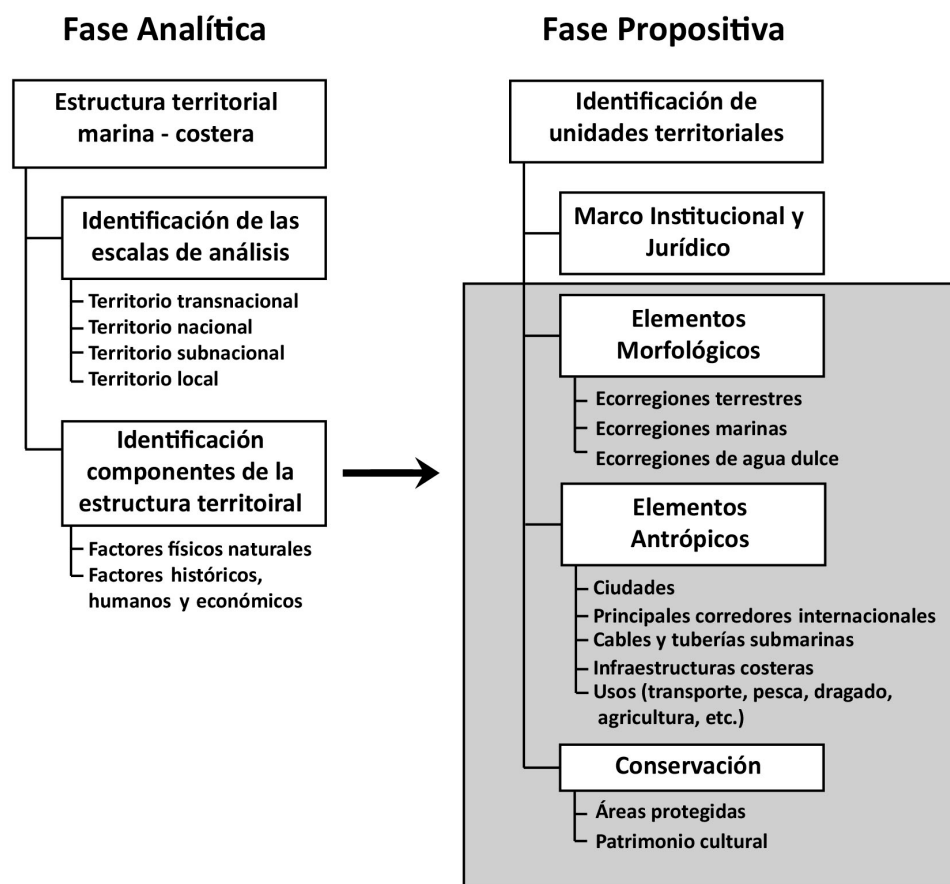 Fase Analítica
Estructura territorial
marina - costera
Identificación de las
escalas de análisis
Territorio transnacional
Territorio nacional
Territorio subnacional
Territorio local
Identificación
componentes de la
estructura territoiral
Factores físicos naturales
Factores históricos,
humanos y económicos
Fase Propositiva
Identificación de
unidades territoriales
Marco Institucional y
Jurídico
Elementos
Morfológicos
Ecorregiones terrestres
Ecorregiones marinas
Ecorregiones de agua dulce
Elementos
Antrópicos
Ciudades
Principales corredores internacionales
Cables y tuberías submarinas
Infraestructuras costeras
Usos (transporte, pesca, dragado,
agricultura, etc.)
Conservación
Áreas protegidas
Patrimonio cultural